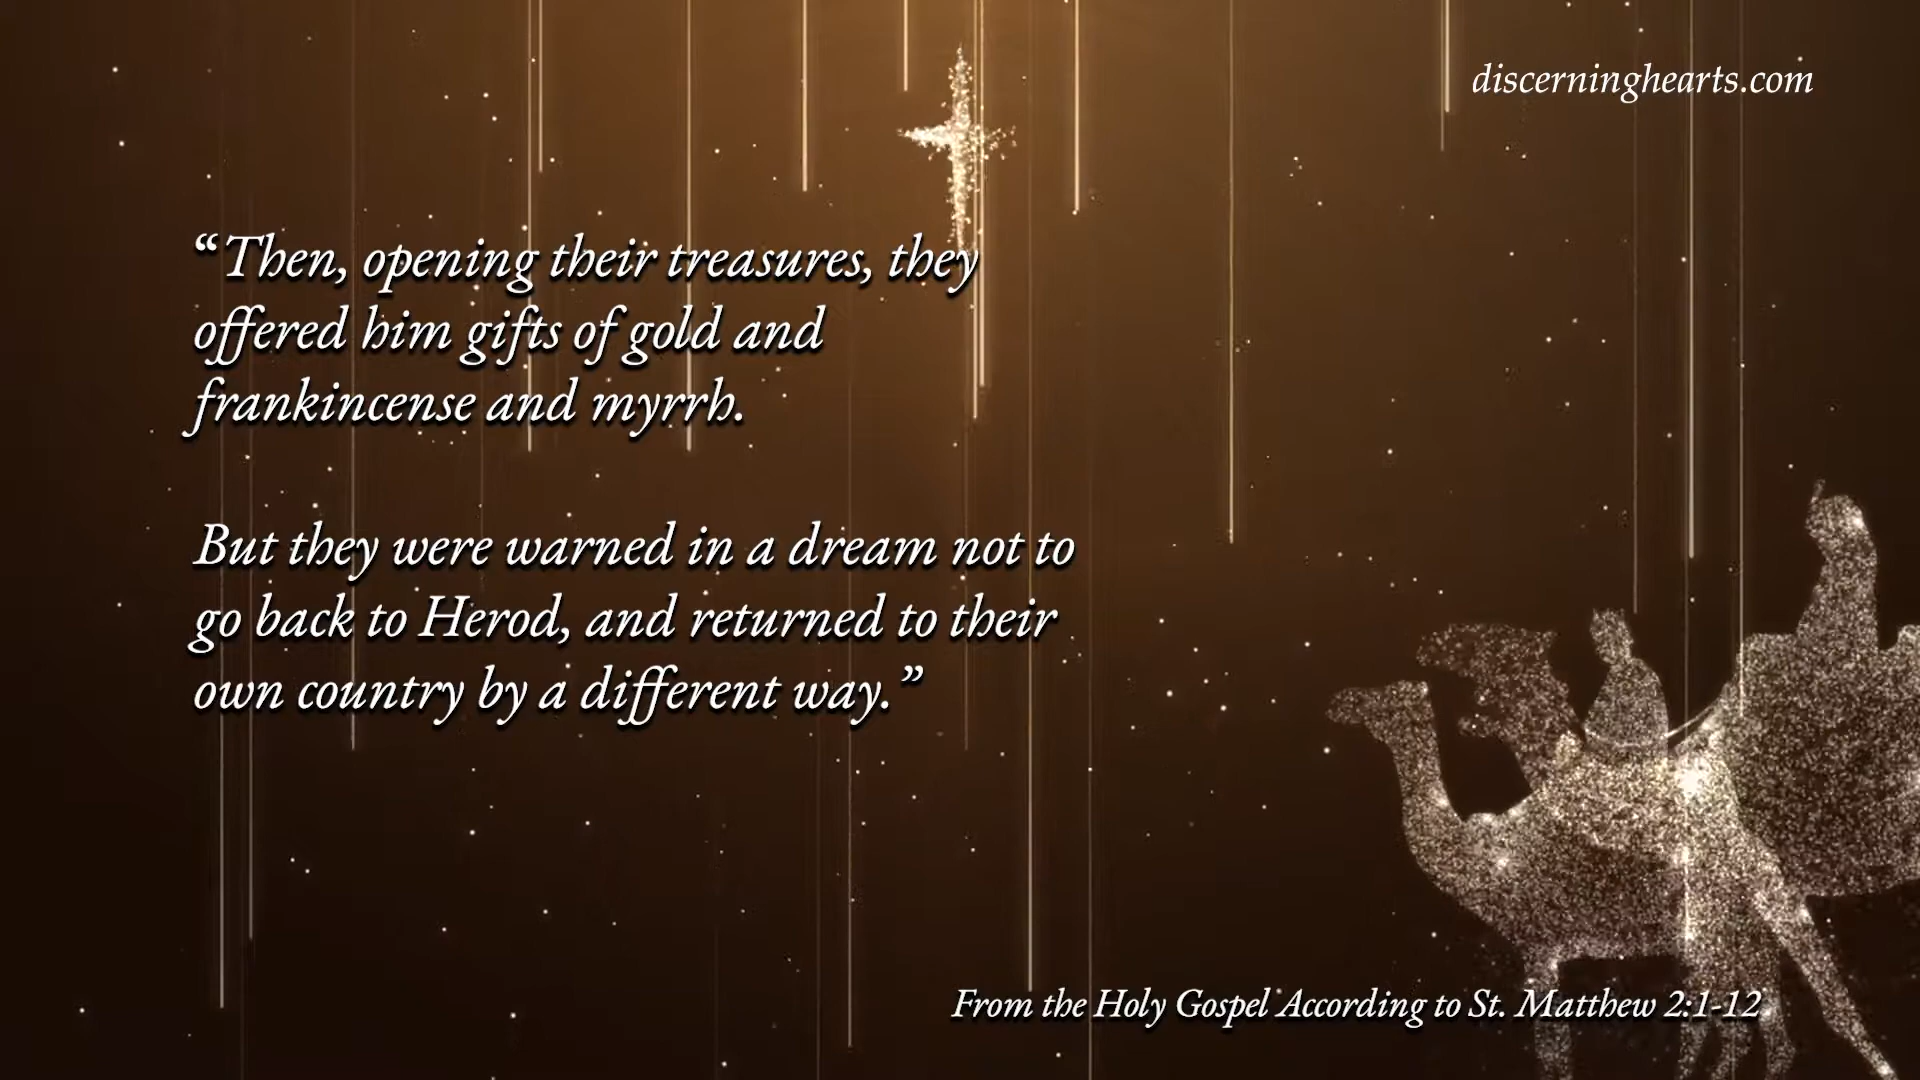 discerninghearts.com
“Then, opening their treasures, they
offered him gifts of gold and
frankincense and myrrh.
But they were warned in a dream not to
go back to Herod, and returned to their
own country by a different way.”
From the Holy Gospel According to St. Matthew 2:1-12